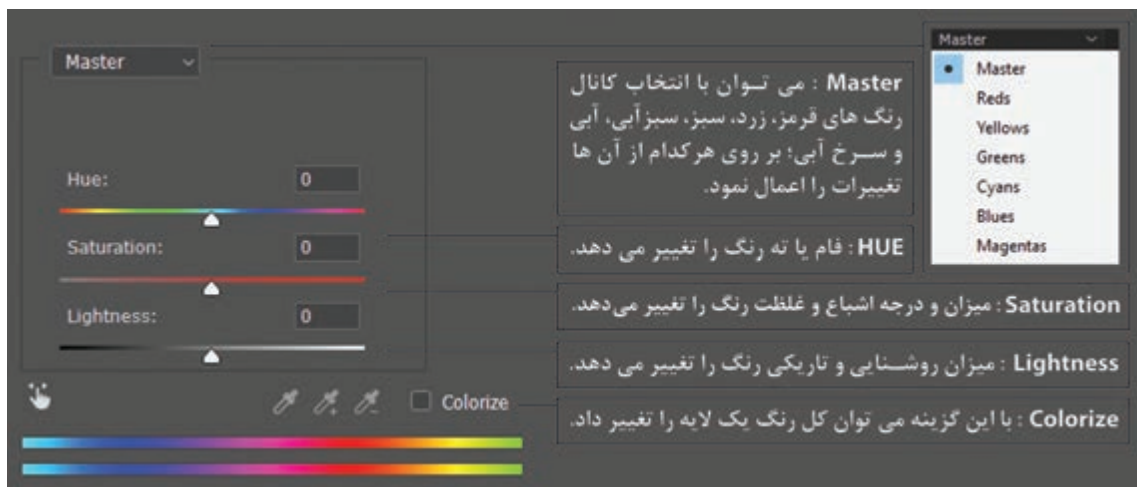 Master
Hue:
0
Saturation:
0
Lightness:
0
Colorize
Master : می توان با انتخاب کانال
رنگ های قرمز، زرد، سبز، سبزآبی، آبی
و سرخ آبی؛ بر روی هرکدام از آن ها
تغییرات را اعمال نمود.
HUE : فام یا ته رنگ را تغییر می دهد.
Saturation : میزان و درجه اشباع و غلظت رنگ را تغییر می‌دهد.
Lightness : میزان روشنایی و تاریکی رنگ را تغییر می دهد.
Colorize : با این گزینه می توان کل رنگ یک لایه را تغییر داد.
Master
Master
Reds
Yellows
Greens
Cyans
Blues
Magentas